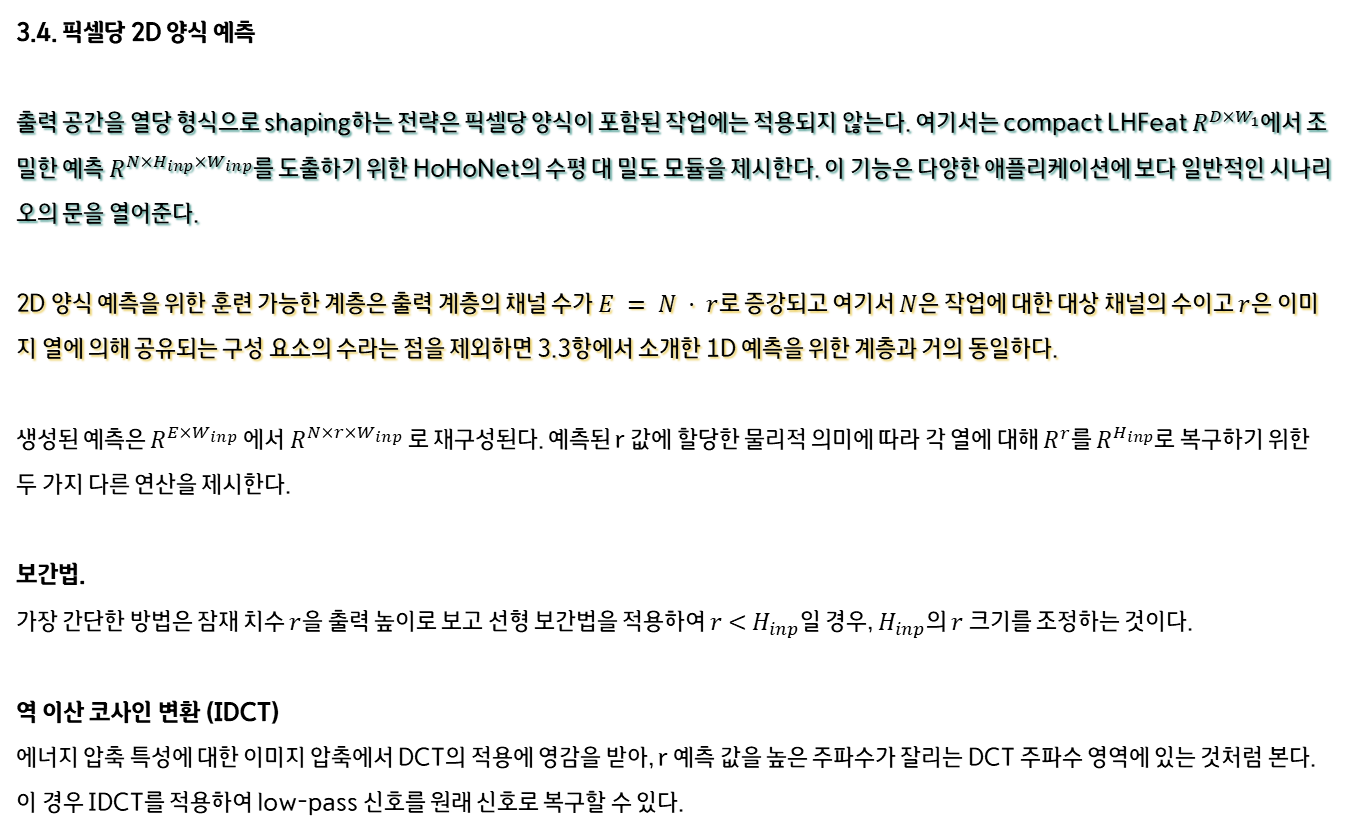 3.4. 픽셀당 2D 양식 예측
출력 공간을 열당 형식으로 shaping하는 전략은 픽셀당 양식이 포함된 작업에는 적용되지 않는다. 여기서는 compact LHFeat $R^{D \times W_1}$에서 조
밀한 예측 $R^{N \times H_{inp} \times W_{inp}}$를 도출하기 위한 HoHoNet의 수평 대 밀도 모듈을 제시한다. 이 기능은 다양한 애플리케이션에 보다 일반적인 시나리
오의 문을 열어준다.
2D 양식 예측을 위한 훈련 가능한 계층은 출력 계층의 채널 수가 $E = N \cdot r$로 증강되고 여기서 $N$은 작업에 대한 대상 채널의 수이고 $r$은 이미
지 열에 의해 공유되는 구성 요소의 수라는 점을 제외하면 3.3항에서 소개한 1D 예측을 위한 계층과 거의 동일하다.
생성된 예측은 $R^{E \times W_{inp}}$ 에서 $R^{N \times r \times W_{inp}}$ 로 재구성된다. 예측된 r 값에 할당한 물리적 의미에 따라 각 열에 대해 $R^r$를 $R^{H_{inp}}$로 복구하기 위한
두 가지 다른 연산을 제시한다.
보간법.
가장 간단한 방법은 잠재 치수 $r$을 출력 높이로 보고 선형 보간법을 적용하여 $r < H_{inp}$일 경우, $H_{inp}$의 $r$ 크기를 조정하는 것이다.
역 이산 코사인 변환 (IDCT)
에너지 압축 특성에 대한 이미지 압축에서 DCT의 적용에 영감을 받아, r 예측 값을 높은 주파수가 잘리는 DCT 주파수 영역에 있는 것처럼 본다.
이 경우 IDCT를 적용하여 low-pass 신호를 원래 신호로 복구할 수 있다.